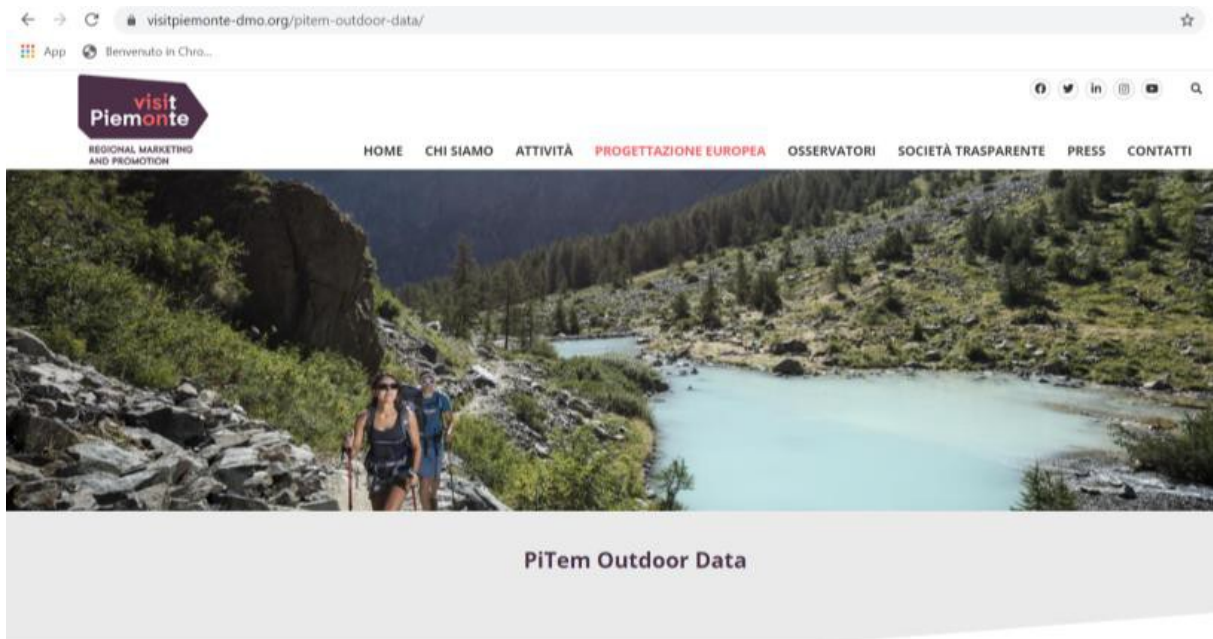 visitpiemonte-dmo.org/pitem-outdoor-data/
App Benvenuto in Chro...
visit
Piemonte
REGIONAL MARKETING
AND PROMOTION
HOME CHI SIAMO ATTIVITÀ PROGETTAZIONE EUROPEA OSSERVATORI SOCIETÀ TRASPARENTE PRESS CONTATTI
PiTem Outdoor Data